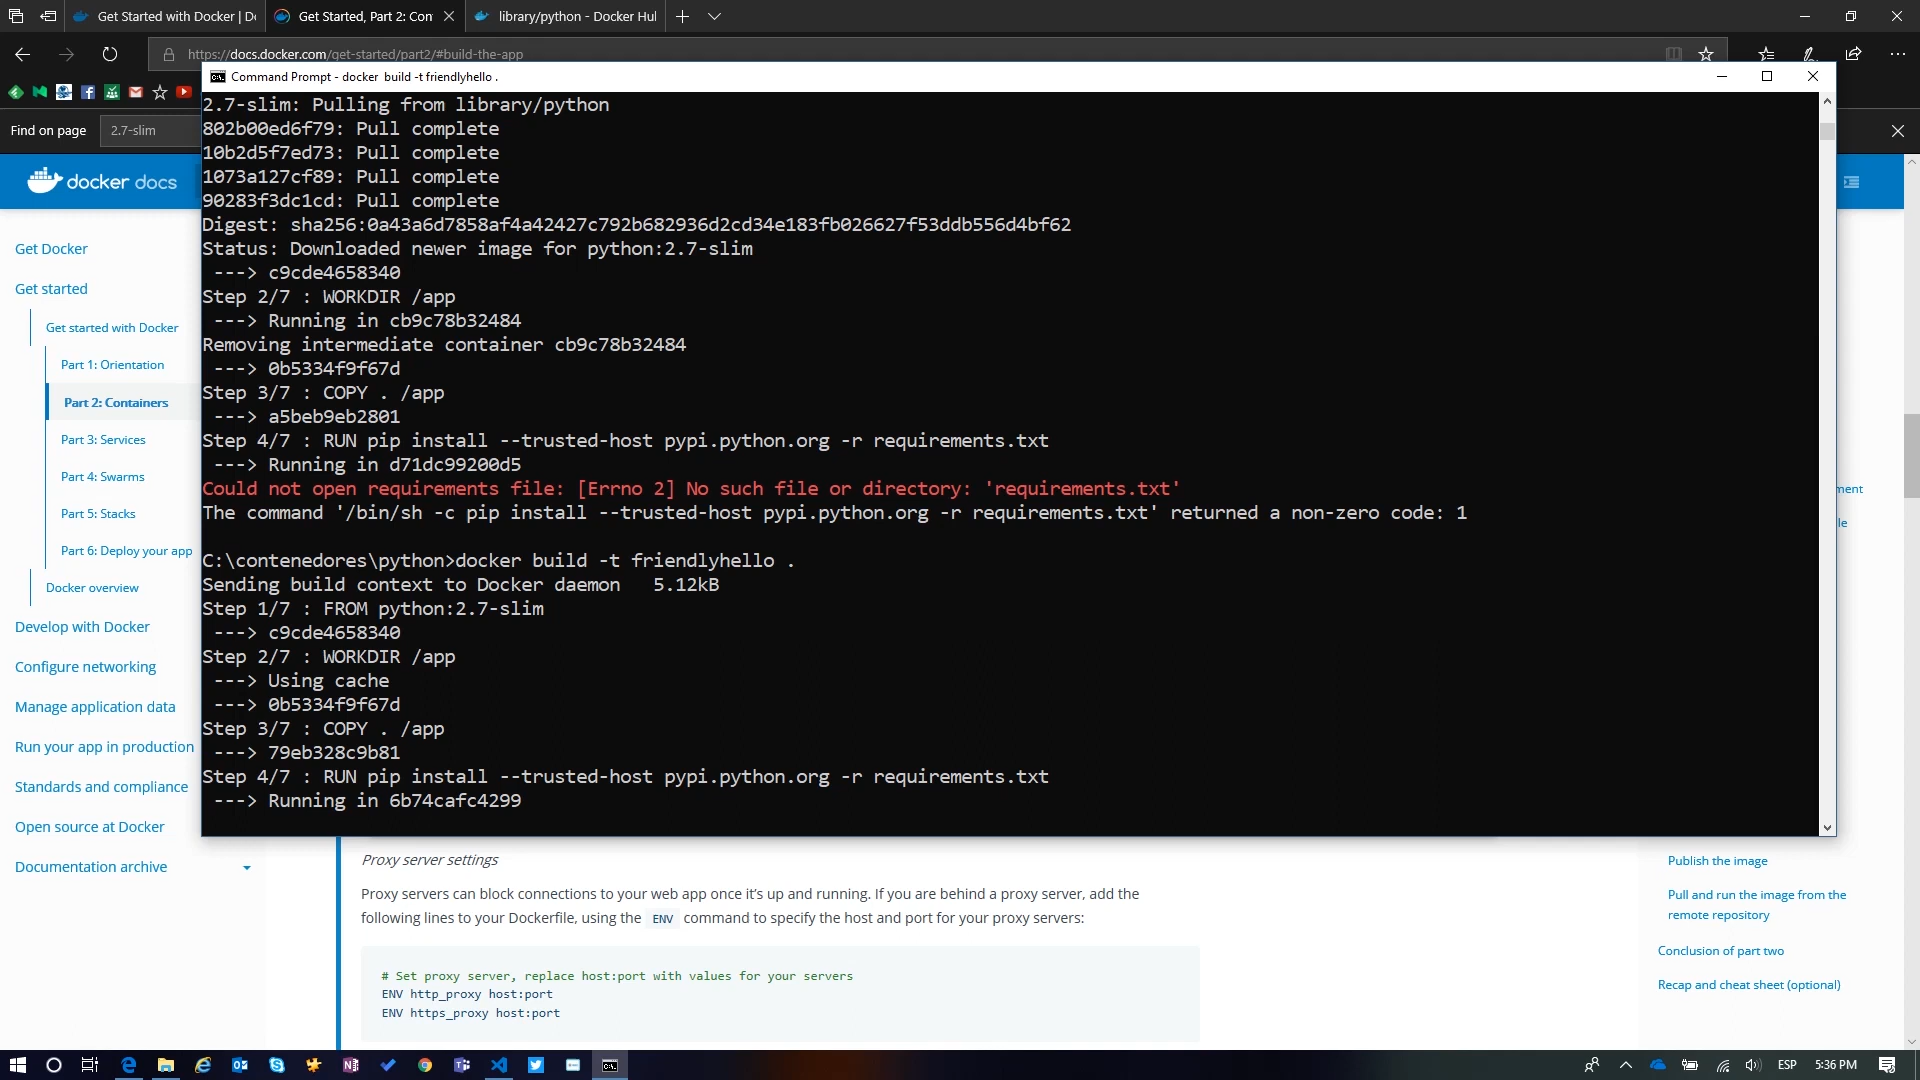 Get Started with Docker | D
Get Started, Part 2: Con
library/python - Docker Hu
https://docs.docker.com/get-started/part2/#build-the-app
Command Prompt - docker  build -t friendlyhello .
Find on page
2.7-slim
docker docs
Get Docker
Get started
Get started with Docker
Part 1: Orientation
Part 2: Containers
Part 3: Services
Part 4: Swarms
Part 5: Stacks
Part 6: Deploy your app
Docker overview
Develop with Docker
Configure networking
Manage application data
Run your app in production
Standards and compliance
Open source at Docker
Documentation archive
2.7-slim: Pulling from library/python
802b00ed6f79: Pull complete
10b2d5f7ed73: Pull complete
1073a127cf89: Pull complete
90283f3dc1cd: Pull complete
Digest: sha256:0a43a6d7858af4a42427c792b682936d2cd34e183fb026627f53ddb556d4bf62
Status: Downloaded newer image for python:2.7-slim
---> c9cde4658340
Step 2/7 : WORKDIR /app
---> Running in cb9c78b32484
Removing intermediate container cb9c78b32484
---> 0b5334f9f67d
Step 3/7 : COPY . /app
---> a5beb9eb2801
Step 4/7 : RUN pip install --trusted-host pypi.python.org -r requirements.txt
---> Running in d71dc99200d5
Could not open requirements file: [Errno 2] No such file or directory: 'requirements.txt'
The command '/bin/sh -c pip install --trusted-host pypi.python.org -r requirements.txt' returned a non-zero code: 1
C:\contenedores\python>docker build -t friendlyhello .
Sending build context to Docker daemon   5.12kB
Step 1/7 : FROM python:2.7-slim
---> c9cde4658340
Step 2/7 : WORKDIR /app
---> Using cache
---> 0b5334f9f67d
Step 3/7 : COPY . /app
---> 79eb328c9b81
Step 4/7 : RUN pip install --trusted-host pypi.python.org -r requirements.txt
---> Running in 6b74cafc4299
ment
le
Proxy server settings
Proxy servers can block connections to your web app once it's up and running. If you are behind a proxy server, add the
following lines to your Dockerfile, using the ENV command to specify the host and port for your proxy servers:
# Set proxy server, replace host:port with values for your servers
ENV http_proxy host:port
ENV https_proxy host:port
Publish the image
Pull and run the image from the
remote repository
Conclusion of part two
Recap and cheat sheet (optional)
ESP
5:36 PM